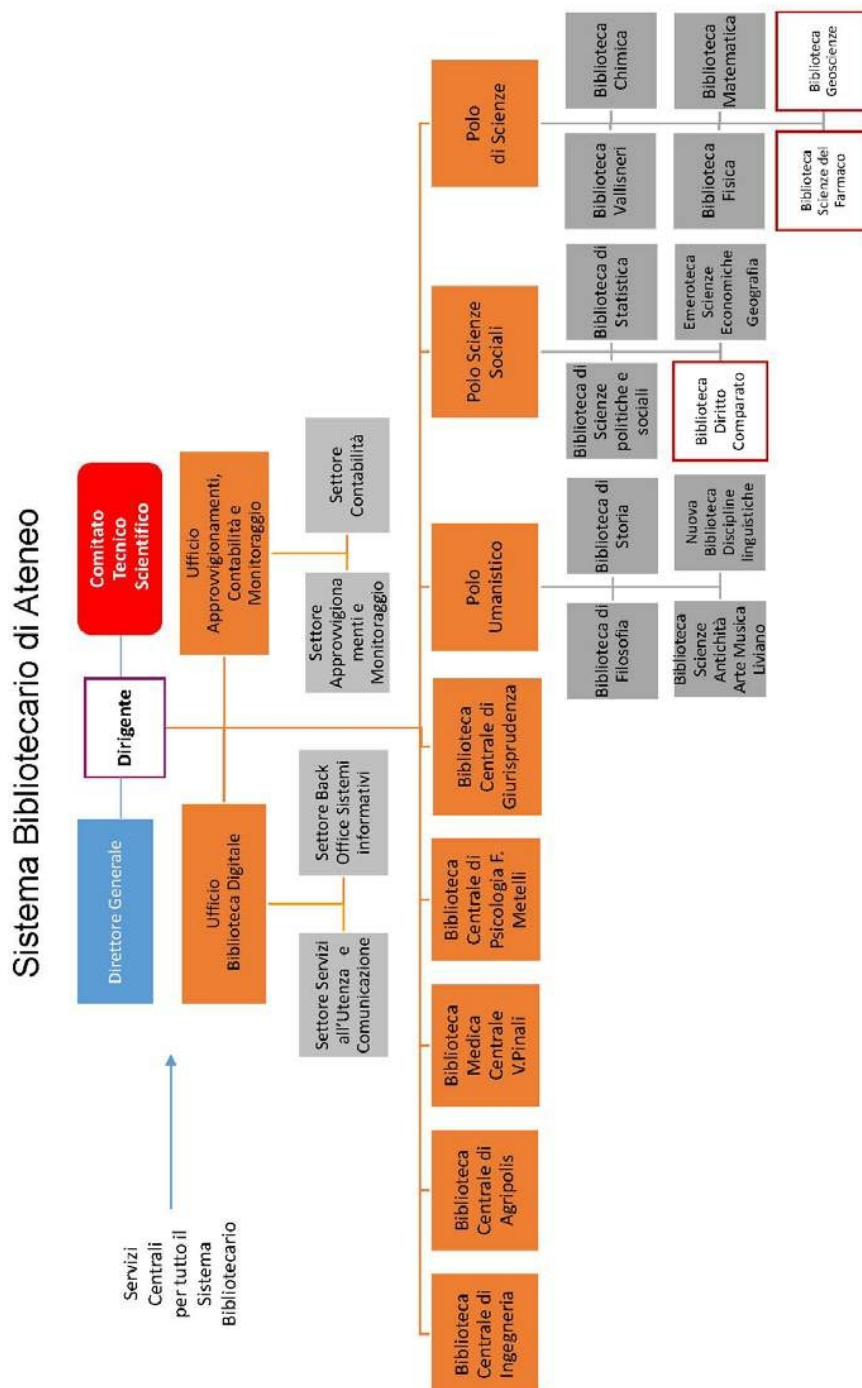 Sistema Bibliotecario di Ateneo
Direttore Generale
Dirigente
Comitato
Tecnico
Scientifico
Servizi
Centrali
per tutto il
Sistema
Bibliotecario
Ufficio
Biblioteca Digitale
Ufficio
Approvvigionamenti,
Contabilità e
Monitoraggio
Settore Servizi
all'Utenza e
Comunicazione
Settore Back
Office Sistemi
informativi
Settore
Approvvigiona
menti e
Monitoraggio
Settore
Contabilità
Biblioteca
Centrale di
Ingegneria
Biblioteca
Centrale di
Agripolis
Biblioteca
Medica
Centrale
V.Pinali
Biblioteca
Centrale di
Psicologia F.
Metelli
Biblioteca
Centrale di
Giurisprudenza
Polo
Umanistico
Polo Scienze
Sociali
Polo
di Scienze
Biblioteca di
Filosofia
Biblioteca di
Storia
Biblioteca
Scienze
Antichità
Arte Musica
Liviano
Nuova
Biblioteca
Discipline
linguistiche
Biblioteca di
Scienze
politiche e
sociali
Biblioteca di
Statistica
Biblioteca
Diritto
Comparato
Emeroteca
Scienze
Economiche
Geografia
Biblioteca
Vallisneri
Biblioteca
Chimica
Biblioteca
Fisica
Biblioteca
Matematica
Biblioteca
Scienze del
Farmaco
Biblioteca
Geoscienze